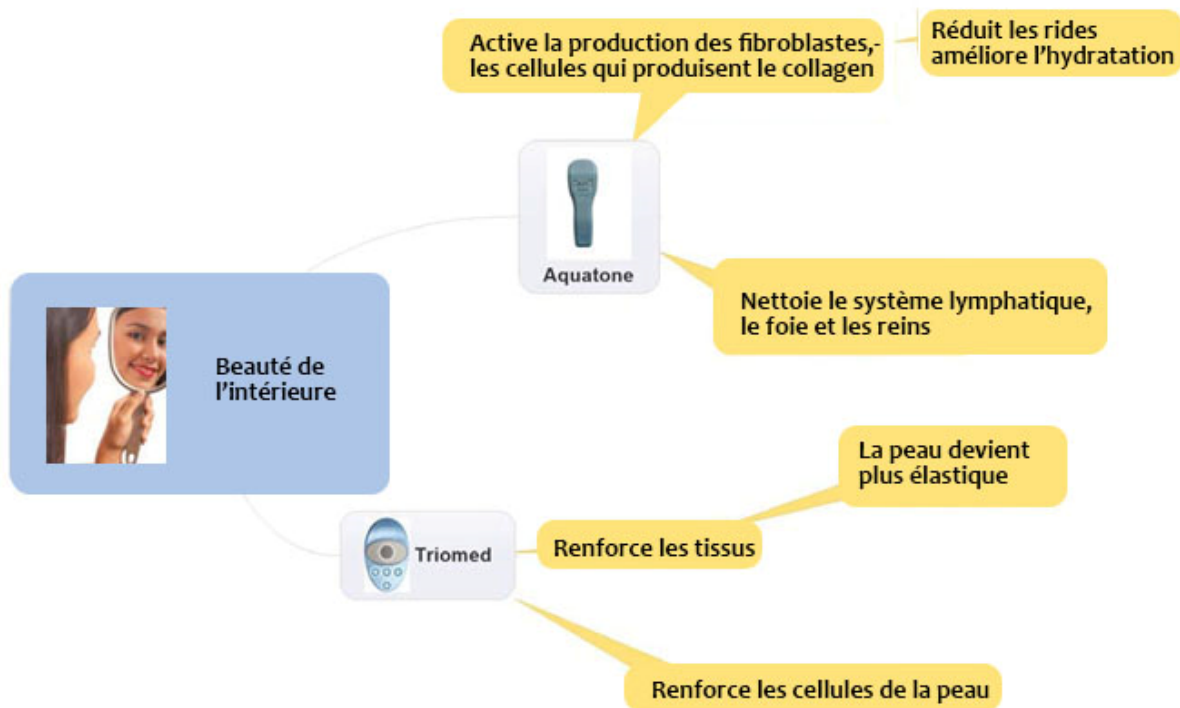 Active la production des fibroblastes,-
les cellules qui produisent le collagen
Réduit les rides
améliore l’hydratation
Aquatone
Nettoie le système lymphatique,
le foie et les reins
Beauté de
l’intérieure
La peau devient
plus élastique
Triomed
Renforce les tissus
Renforce les cellules de la peau